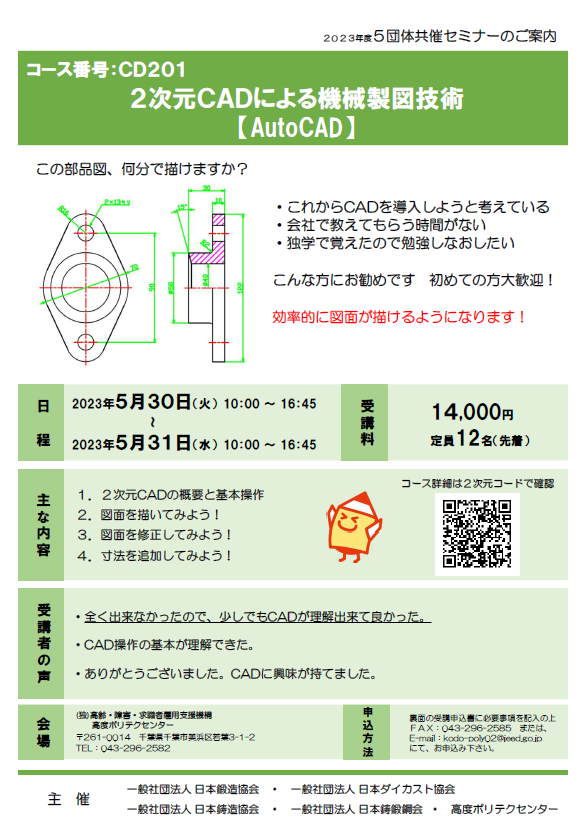 2023年度5団体共催セミナーのご案内
コース番号：CD201
2次元CADによる機械製図技術
【AutoCAD】
この部品図、何分で描けますか？
・これからCADを導入しようと考えている
・会社で教えてもらう時間がない
・独学で覚えたので勉強しなおしたい
こんな方にお勧めです　初めての方大歓迎！
効率的に図面が描けるようになります！
30
15°
10
R16
70
98
R2
φ58
φ40
日程
2023年5月30日（火）10:00 ～ 16:45
～
2023年5月31日（水）10:00 ～ 16:45
受講料
14,000円
定員12名（先着）
主な内容
1．2次元CADの概要と基本操作
2．図面を描いてみよう！
3．図面を修正してみよう！
4．寸法を追加してみよう！
コース詳細は2次元コードで確認
受講者の声
・全く出来なかったので、少しでもCADが理解出来て良かった。
・CAD操作の基本が理解できた。
・ありがとうございました。CADに興味が持てました。
会場
(独)高齢・障害・求職者雇用支援機構
高度ポリテクセンター
〒261-0014　千葉県千葉市美浜区若葉3-1-2
TEL：043-296-2582
申込方法
裏面の受講申込書に必要事項を記入の上
FAX：043-296-2585　または、
E-mail：kodo-poly02@jeed.go.jp
にて、お申込み下さい。
主　催
一般社団法人 日本鍛造協会　・　一般社団法人 日本ダイカスト協会
一般社団法人 日本鋳造協会　・　一般社団法人 日本鋳鍛鋼会　・　高度ポリテクセンター